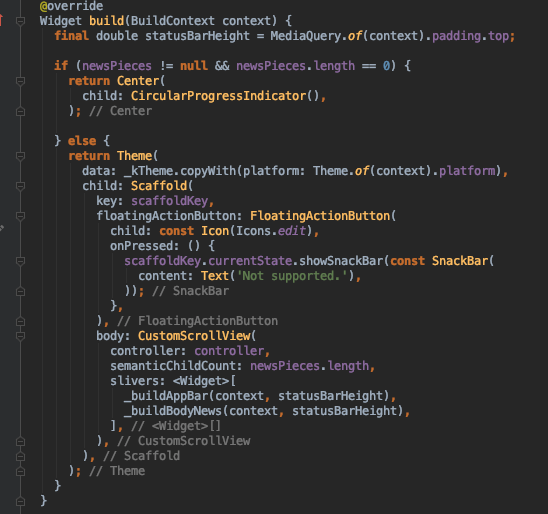 @override
Widget build(BuildContext context) {
  final double statusBarHeight = MediaQuery.of(context).padding.top;

  if (newsPieces != null && newsPieces.length == 0) {
    return Center(
      child: CircularProgressIndicator(),
    ); // Center

  } else {
    return Theme(
      data: _kTheme.copyWith(platform: Theme.of(context).platform),
      child: Scaffold(
        key: scaffoldKey,
        floatingActionButton: FloatingActionButton(
          child: const Icon(Icons.edit),
          onPressed: () {
            scaffoldKey.currentState.showSnackBar(const SnackBar(
              content: Text('Not supported.'),
            )); // SnackBar
          },
        ), // FloatingActionButton
        body: CustomScrollView(
          controller: controller,
          semanticChildCount: newsPieces.length,
          slivers: <Widget>[
            _buildAppBar(context, statusBarHeight),
            _buildBodyNews(context, statusBarHeight),
          ], // <Widget>[]
        ), // CustomScrollView
      ), // Scaffold
    ); // Theme
  }
}